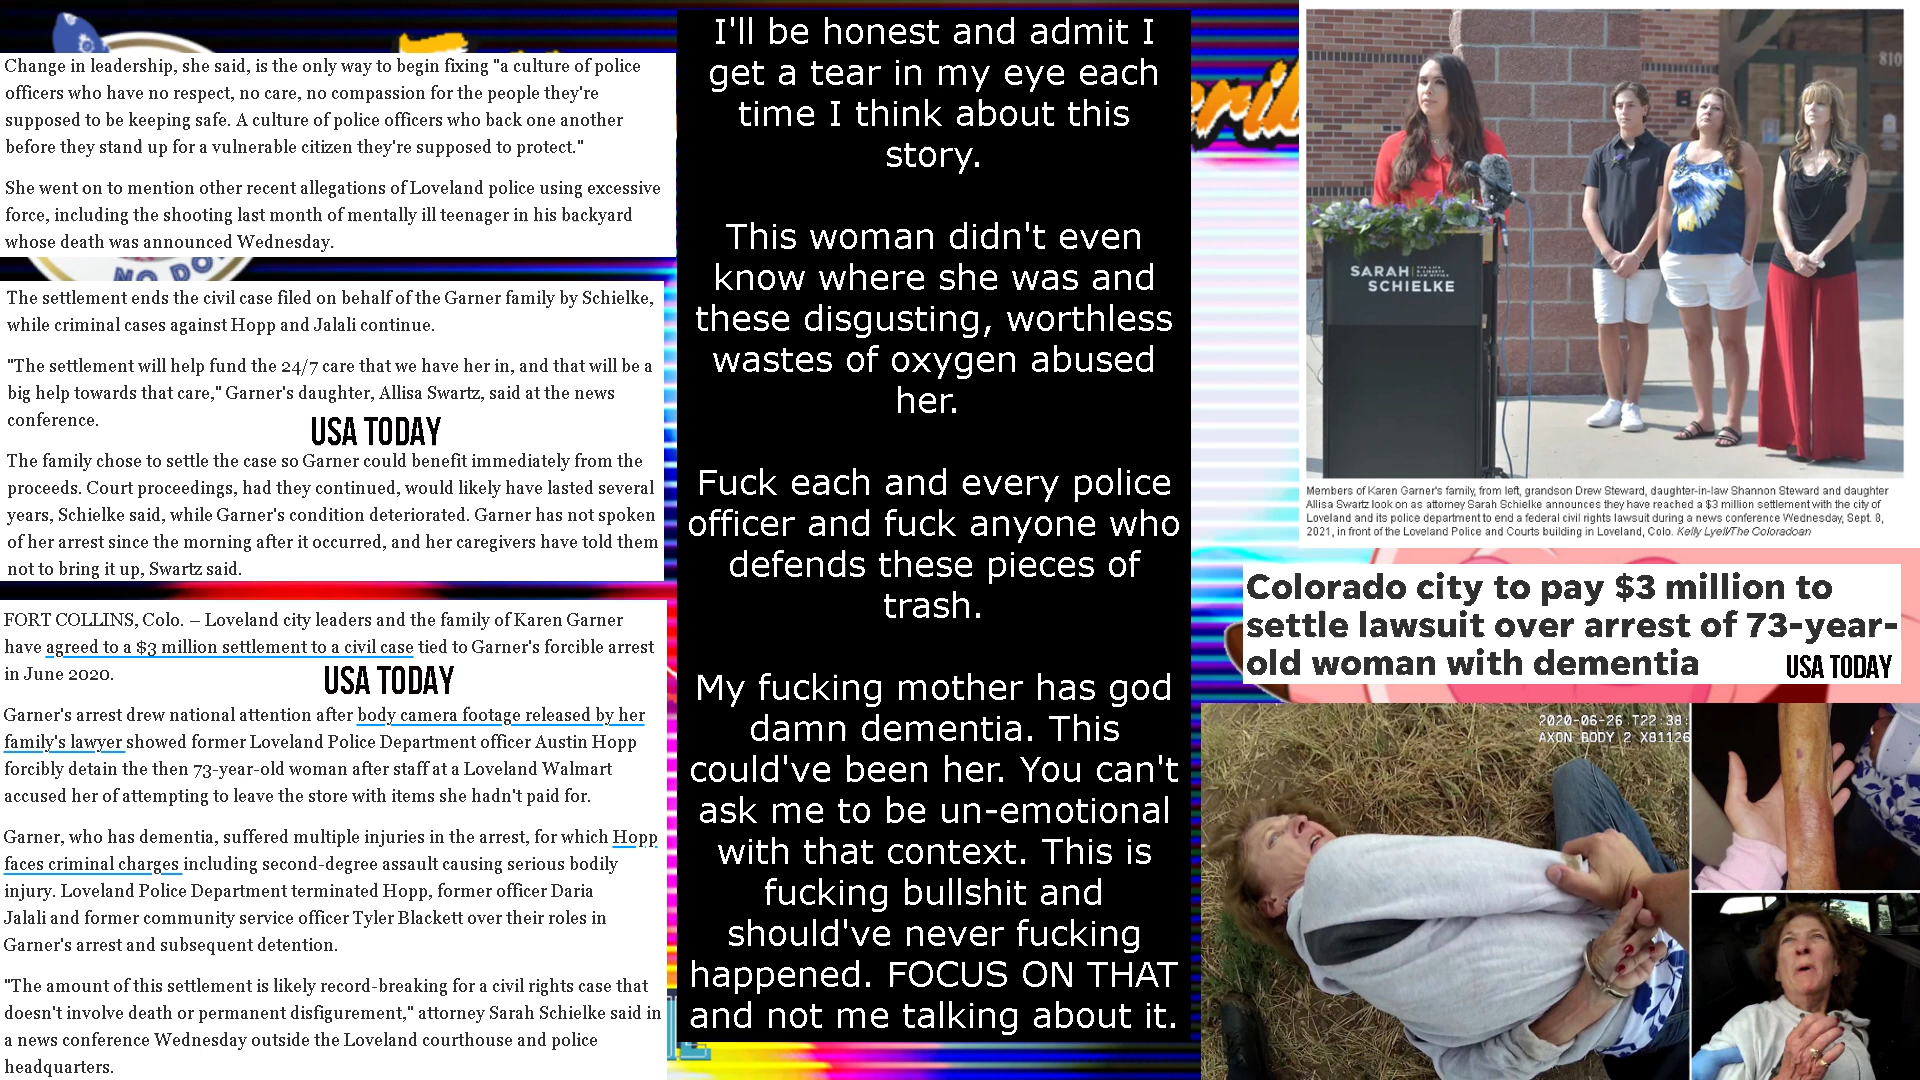 Change in leadership, she said, is the only way to begin fixing "a culture of police
officers who have no respect, no care, no compassion for the people they're
supposed to be keeping safe. A culture of police officers who back one another
before they stand up for a vulnerable citizen they're supposed to protect."
She went on to mention other recent allegations of Loveland police using excessive
force, including the shooting last month of mentally ill teenager in his backyard
whose death was announced Wednesday.
NO DO
The settlement ends the civil case filed on behalf of the Garner family by Schielke,
while criminal cases against Hopp and Jalali continue.
"The settlement will help fund the 24/7 care that we have her in, and that will be a
big help towards that care," Garner's daughter, Allisa Swartz, said at the news
conference.
USA TODAY
The family chose to settle the case so Garner could benefit immediately from the
proceeds. Court proceedings, had they continued, would likely have lasted several
years, Schielke said, while Garner's condition deteriorated. Garner has not spoken
of her arrest since the morning after it occurred, and her caregivers have told them
not to bring it up, Swartz said.
FORT COLLINS, Colo. – Loveland city leaders and the family of Karen Garner
have agreed to a $3 million settlement to a civil case tied to Garner's forcible arrest
in June 2020.
USA TODAY
Garner's arrest drew national attention after body camera footage released by her
family's lawyer showed former Loveland Police Department officer Austin Hopp
forcibly detain the then 73-year-old woman after staff at a Loveland Walmart
accused her of attempting to leave the store with items she hadn't paid for.
Garner, who has dementia, suffered multiple injuries in the arrest, for which Hopp
faces criminal charges including second-degree assault causing serious bodily
injury. Loveland Police Department terminated Hopp, former officer Daria
Jalali and former community service officer Tyler Blackett over their roles in
Garner's arrest and subsequent detention.
"The amount of this settlement is likely record-breaking for a civil rights case that
doesn't involve death or permanent disfigurement," attorney Sarah Schielke said in
a news conference Wednesday outside the Loveland courthouse and police
headquarters.
I'll be honest and admit I
get a tear in my eye each
time I think about this
story.
This woman didn't even
know where she was and
these disgusting, worthless
wastes of oxygen abused
her.
Fuck each and every police
officer and fuck anyone who
defends these pieces of
trash.
My fucking mother has god
damn dementia. This
could've been her. You can't
ask me to be un-emotional
with that context. This is
fucking bullshit and
should've never fucking
happened. FOCUS ON THAT
and not me talking about it.
810
SARAH
SCHIELKE
Members of Karen Garner's family, from left, grandson Drew Steward, daughter-in-law Shannon Steward and daughter
Allisa Swartz look on as attorney Sarah Schielke announces they have reached a $3 million settlement with the city of
Loveland and its police department to end a federal civil rights lawsuit during a news conference Wednesday, Sept. 8,
2021, in front of the Loveland Police and Courts building in Loveland, Colo. Kelly Lyell/The Coloradoan
Colorado city to pay $3 million to
settle lawsuit over arrest of 73-year-
old woman with dementia
USA TODAY
2020-06-26 T22:38:
AXON BODY 2 X81126